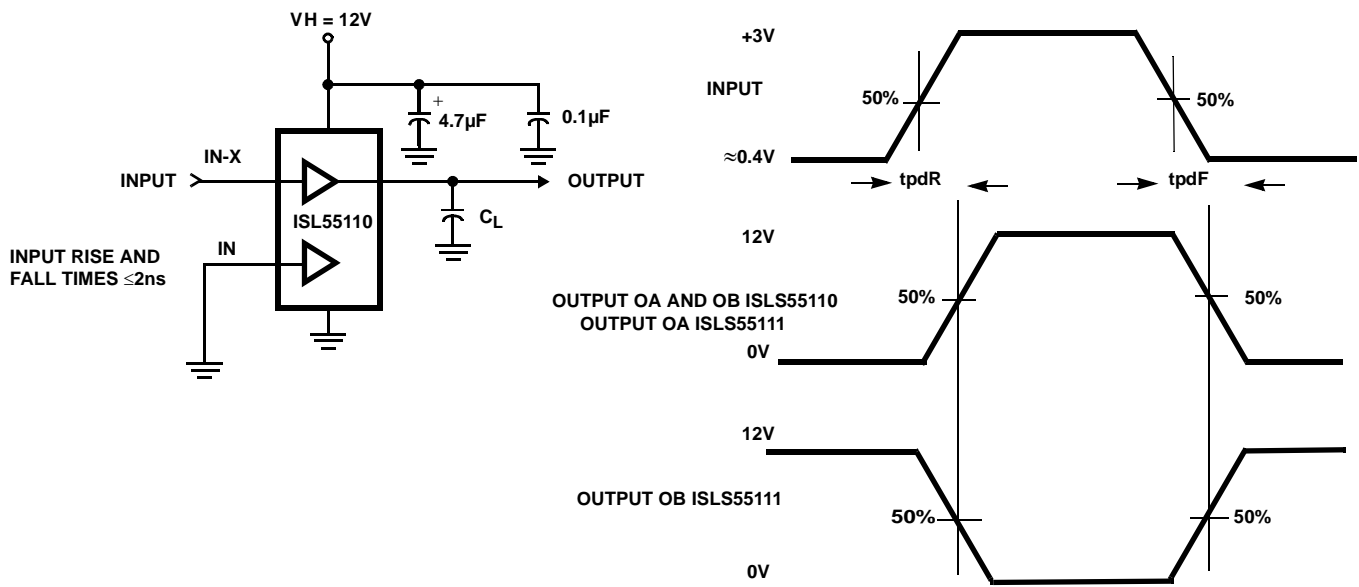 VH = 12V
+
4.7µF
0.1µF
IN-X
INPUT
OUTPUT
ISL55110
CL
IN
INPUT RISE AND
FALL TIMES ≤2ns
+3V
INPUT
50%
50%
≈0.4V
tpdR
tpdF
12V
50%
50%
OUTPUT OA AND OB ISLS55110
OUTPUT OA ISLS55111
0V
12V
OUTPUT OB ISLS55111
50%
50%
0V